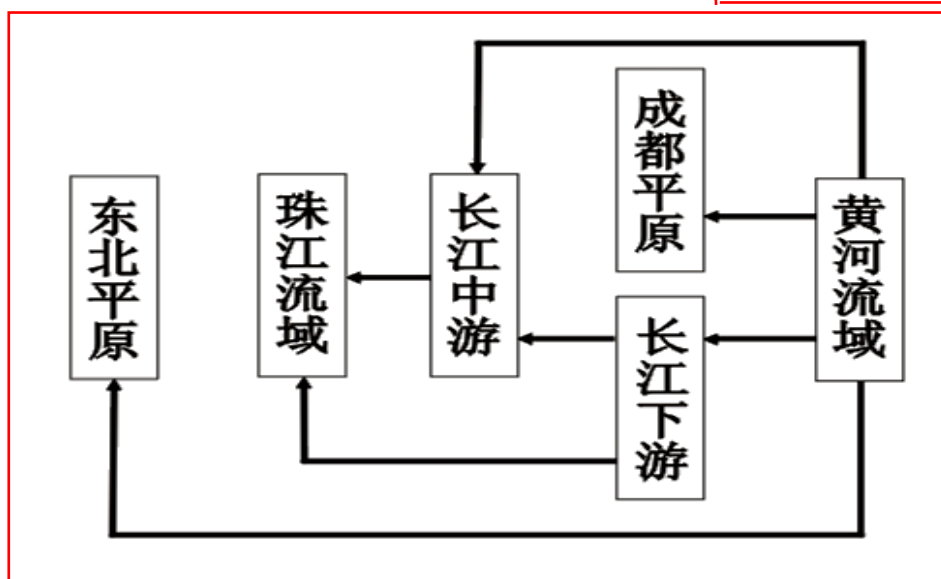 东北平原
珠江流域
长江中游
成都平原
长江下游
黄河流域